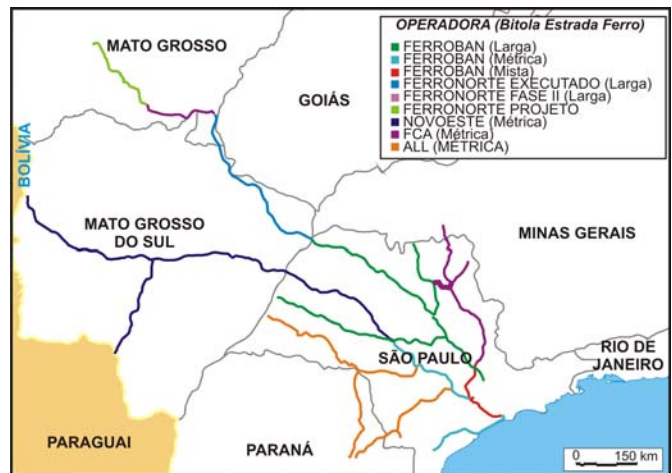 OPERADORA (Bitola Estrada Ferro)
FERROBAN (Larga)
FERROBAN (Métrica)
FERROBAN (Mista)
FERRONORTE EXECUTADO (Larga)
FERRONORTE FASE II (Larga)
FERRONORTE PROJETO
NOVOESTE (Métrica)
FCA (Métrica)
ALL (METRICA)
MATO GROSSO
GOIÁS
BOLÍVIA
MATO GROSSO
DO SUL
MINAS GERAIS
SÃO PAULO
RIO DE
JANEIRO
PARAGUAI
PARANÁ
0 150 km